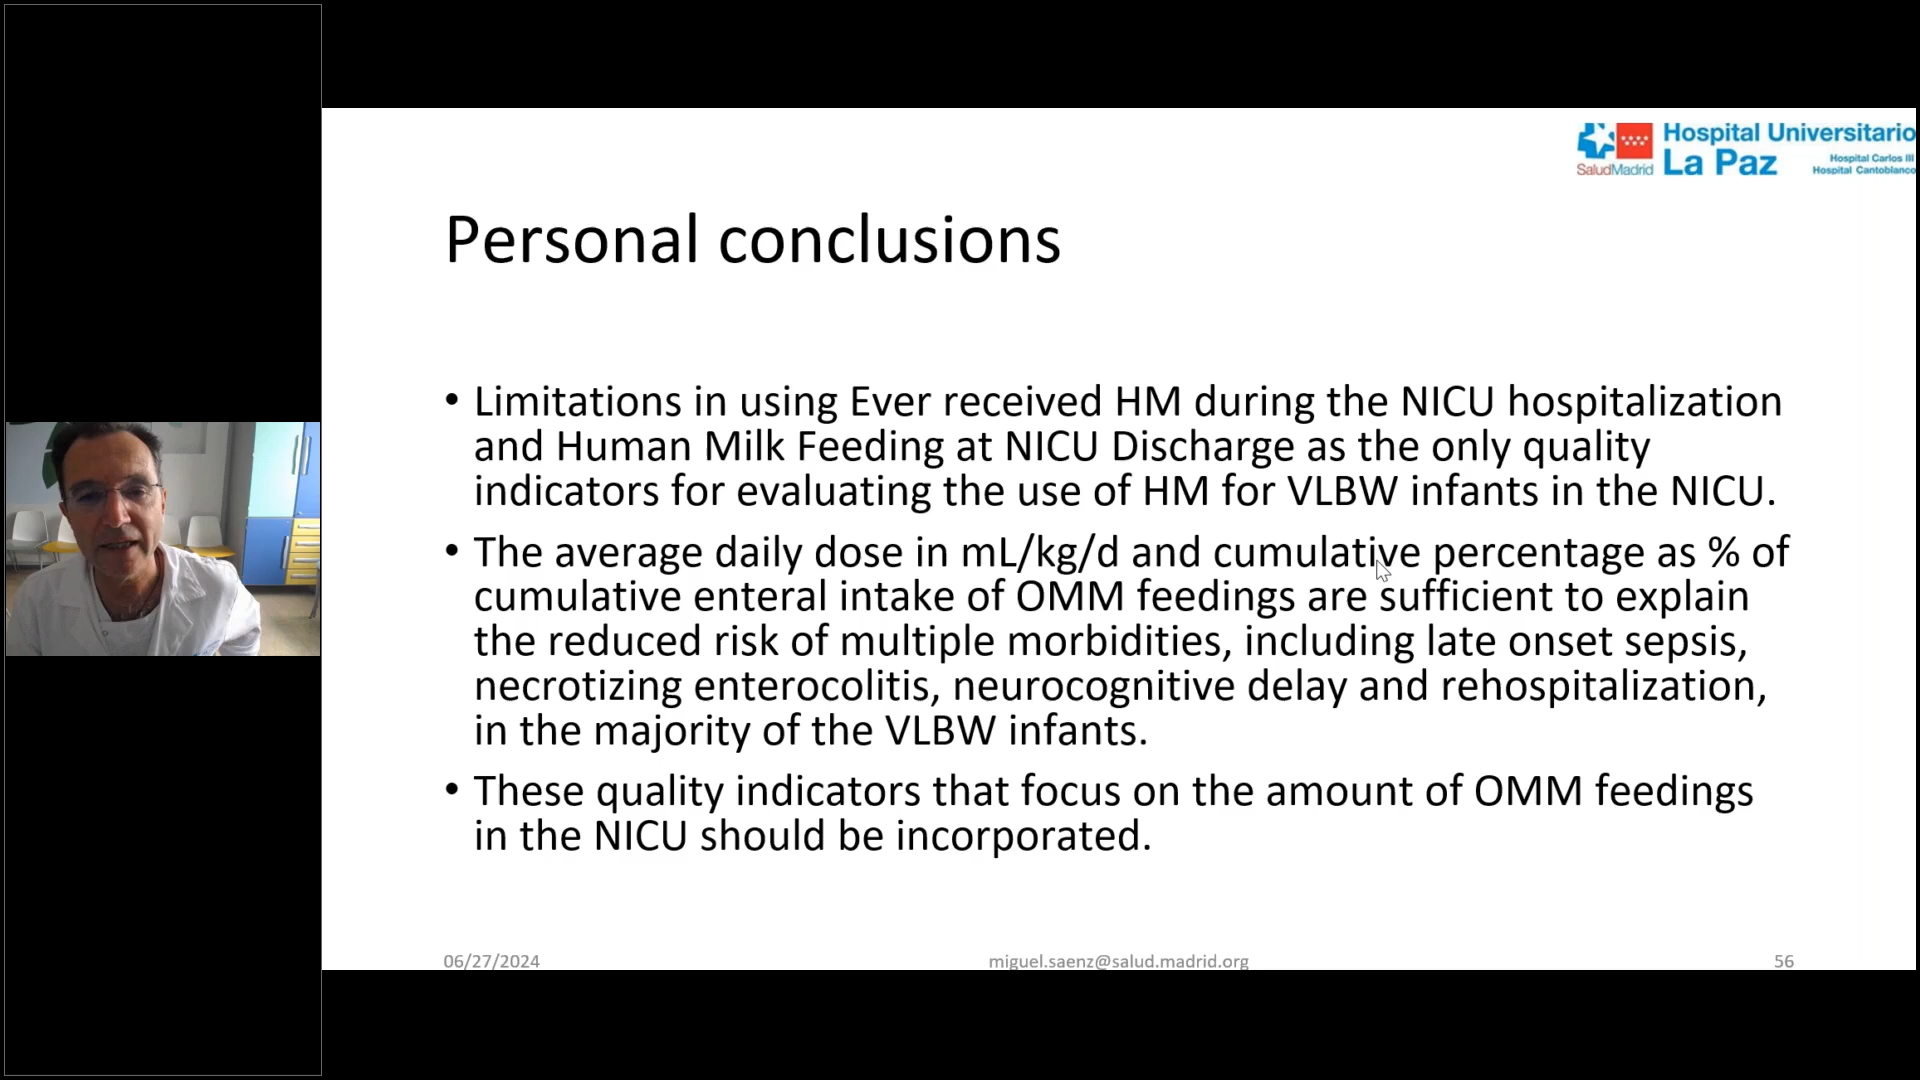 Hospital Universitario
La Paz
SaludMadrid
Hospital Carlos III
Hospital Cantoblanco
Personal conclusions
• Limitations in using Ever received HM during the NICU hospitalization
and Human Milk Feeding at NICU Discharge as the only quality
indicators for evaluating the use of HM for VLBW infants in the NICU.
• The average daily dose in mL/kg/d and cumulative percentage as % of
cumulative enteral intake of OMM feedings are sufficient to explain
the reduced risk of multiple morbidities, including late onset sepsis,
necrotizing enterocolitis, neurocognitive delay and rehospitalization,
in the majority of the VLBW infants.
• These quality indicators that focus on the amount of OMM feedings
in the NICU should be incorporated.
06/27/2024
miguel.saenz@salud.madrid.org
56